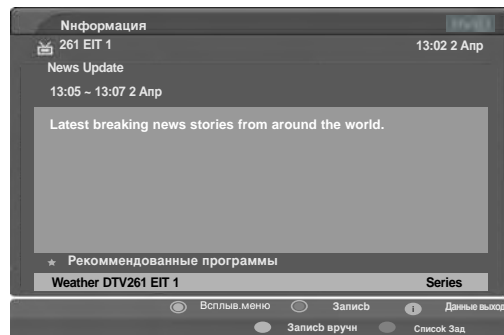 Nнформация
261 EIT 1 13:02 2 Апр
News Update
13:05 ~ 13:07 2 Апр
Latest breaking news stories from around the world.
★ Рекоммендованные программы
Weather DTV261 EIT 1 Series
Всплыв.меню Записb i Данные выход
Записb вручн Список Зад